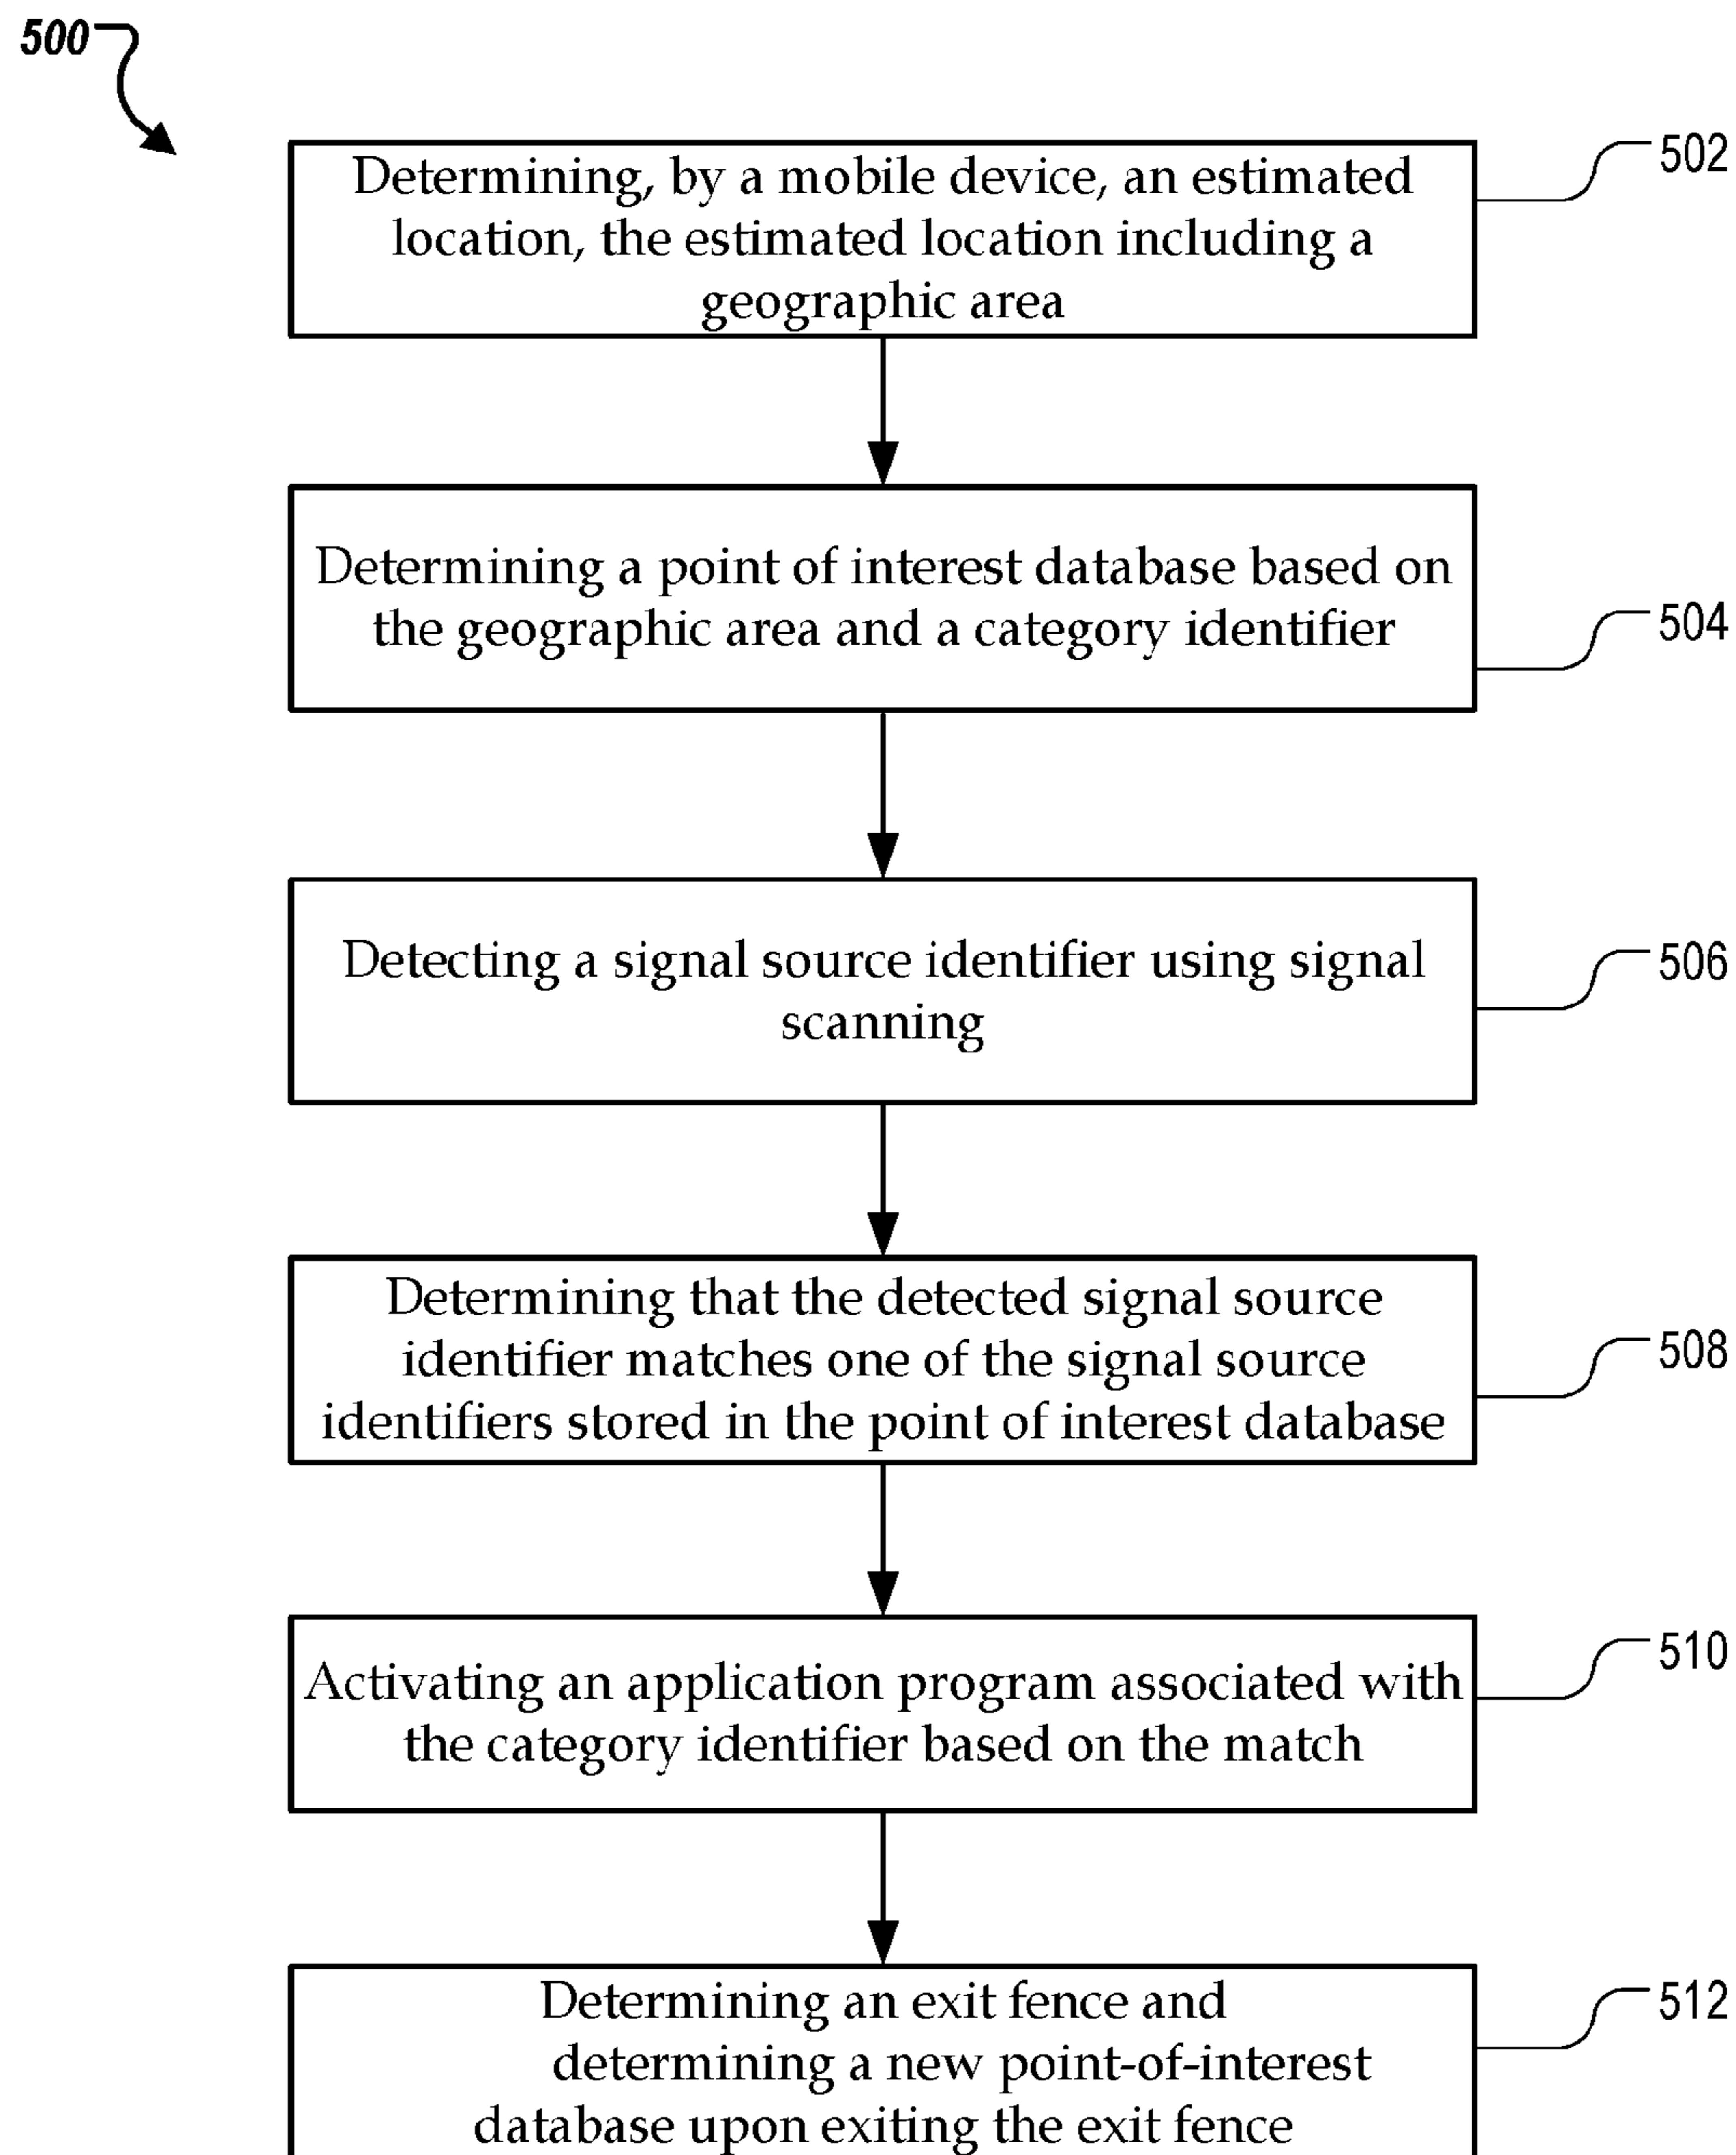 500
Determining, by a mobile device, an estimated
location, the estimated location including a
geographic area
502
Determining a point of interest database based on
the geographic area and a category identifier
504
Detecting a signal source identifier using signal
scanning
506
Determining that the detected signal source
identifier matches one of the signal source
identifiers stored in the point of interest database
508
Activating an application program associated with
the category identifier based on the match
510
Determining an exit fence and
determining a new point-of-interest
database upon exiting the exit fence
512